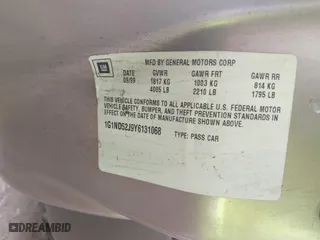 GM
MFD BY GENERAL MOTORS CORP
DATE GVWR GAWR FRT GAWR RR
09/99 1817 KG 1003 KG 814 KG
4005 LB 2210 LB 1795 LB
THIS VEHICLE CONFORMS TO ALL APPLICABLE U.S. FEDERAL MOTOR
VEHICLE SAFETY, BUMPER, AND THEFT PREVENTION STANDARDS IN
EFFECT ON THE DATE OF MANUFACTURE SHOWN ABOVE.
1G1ND52J9Y6131068 TYPE: PASS CAR
DREAMBID